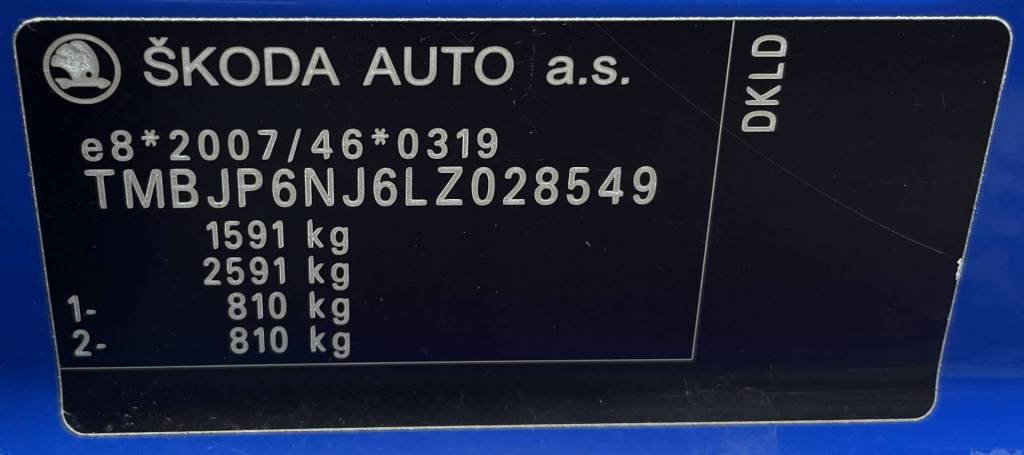 ŠKODA AUTO a.s.
e8*2007/46*0319
TMBJP6NJ6LZ028549
1591 kg
2591 kg
1- 810 kg
2- 810 kg
DKLD